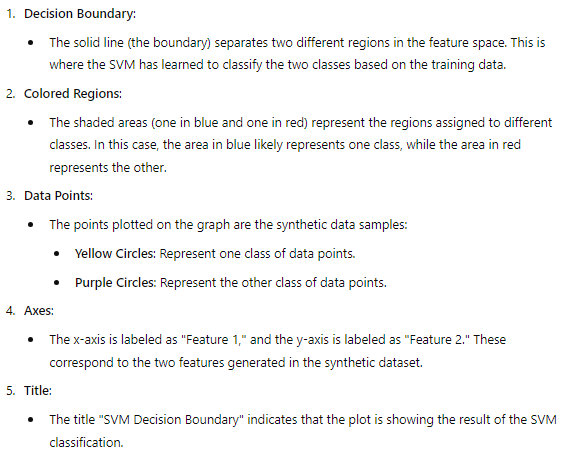 1. Decision Boundary:
• The solid line (the boundary) separates two different regions in the feature space. This is
where the SVM has learned to classify the two classes based on the training data.
2. Colored Regions:
• The shaded areas (one in blue and one in red) represent the regions assigned to different
classes. In this case, the area in blue likely represents one class, while the area in red
represents the other.
3. Data Points:
• The points plotted on the graph are the synthetic data samples:
• Yellow Circles: Represent one class of data points.
• Purple Circles: Represent the other class of data points.
4. Axes:
• The x-axis is labeled as "Feature 1," and the y-axis is labeled as "Feature 2." These
correspond to the two features generated in the synthetic dataset.
5. Title:
• The title "SVM Decision Boundary" indicates that the plot is showing the result of the SVM
classification.